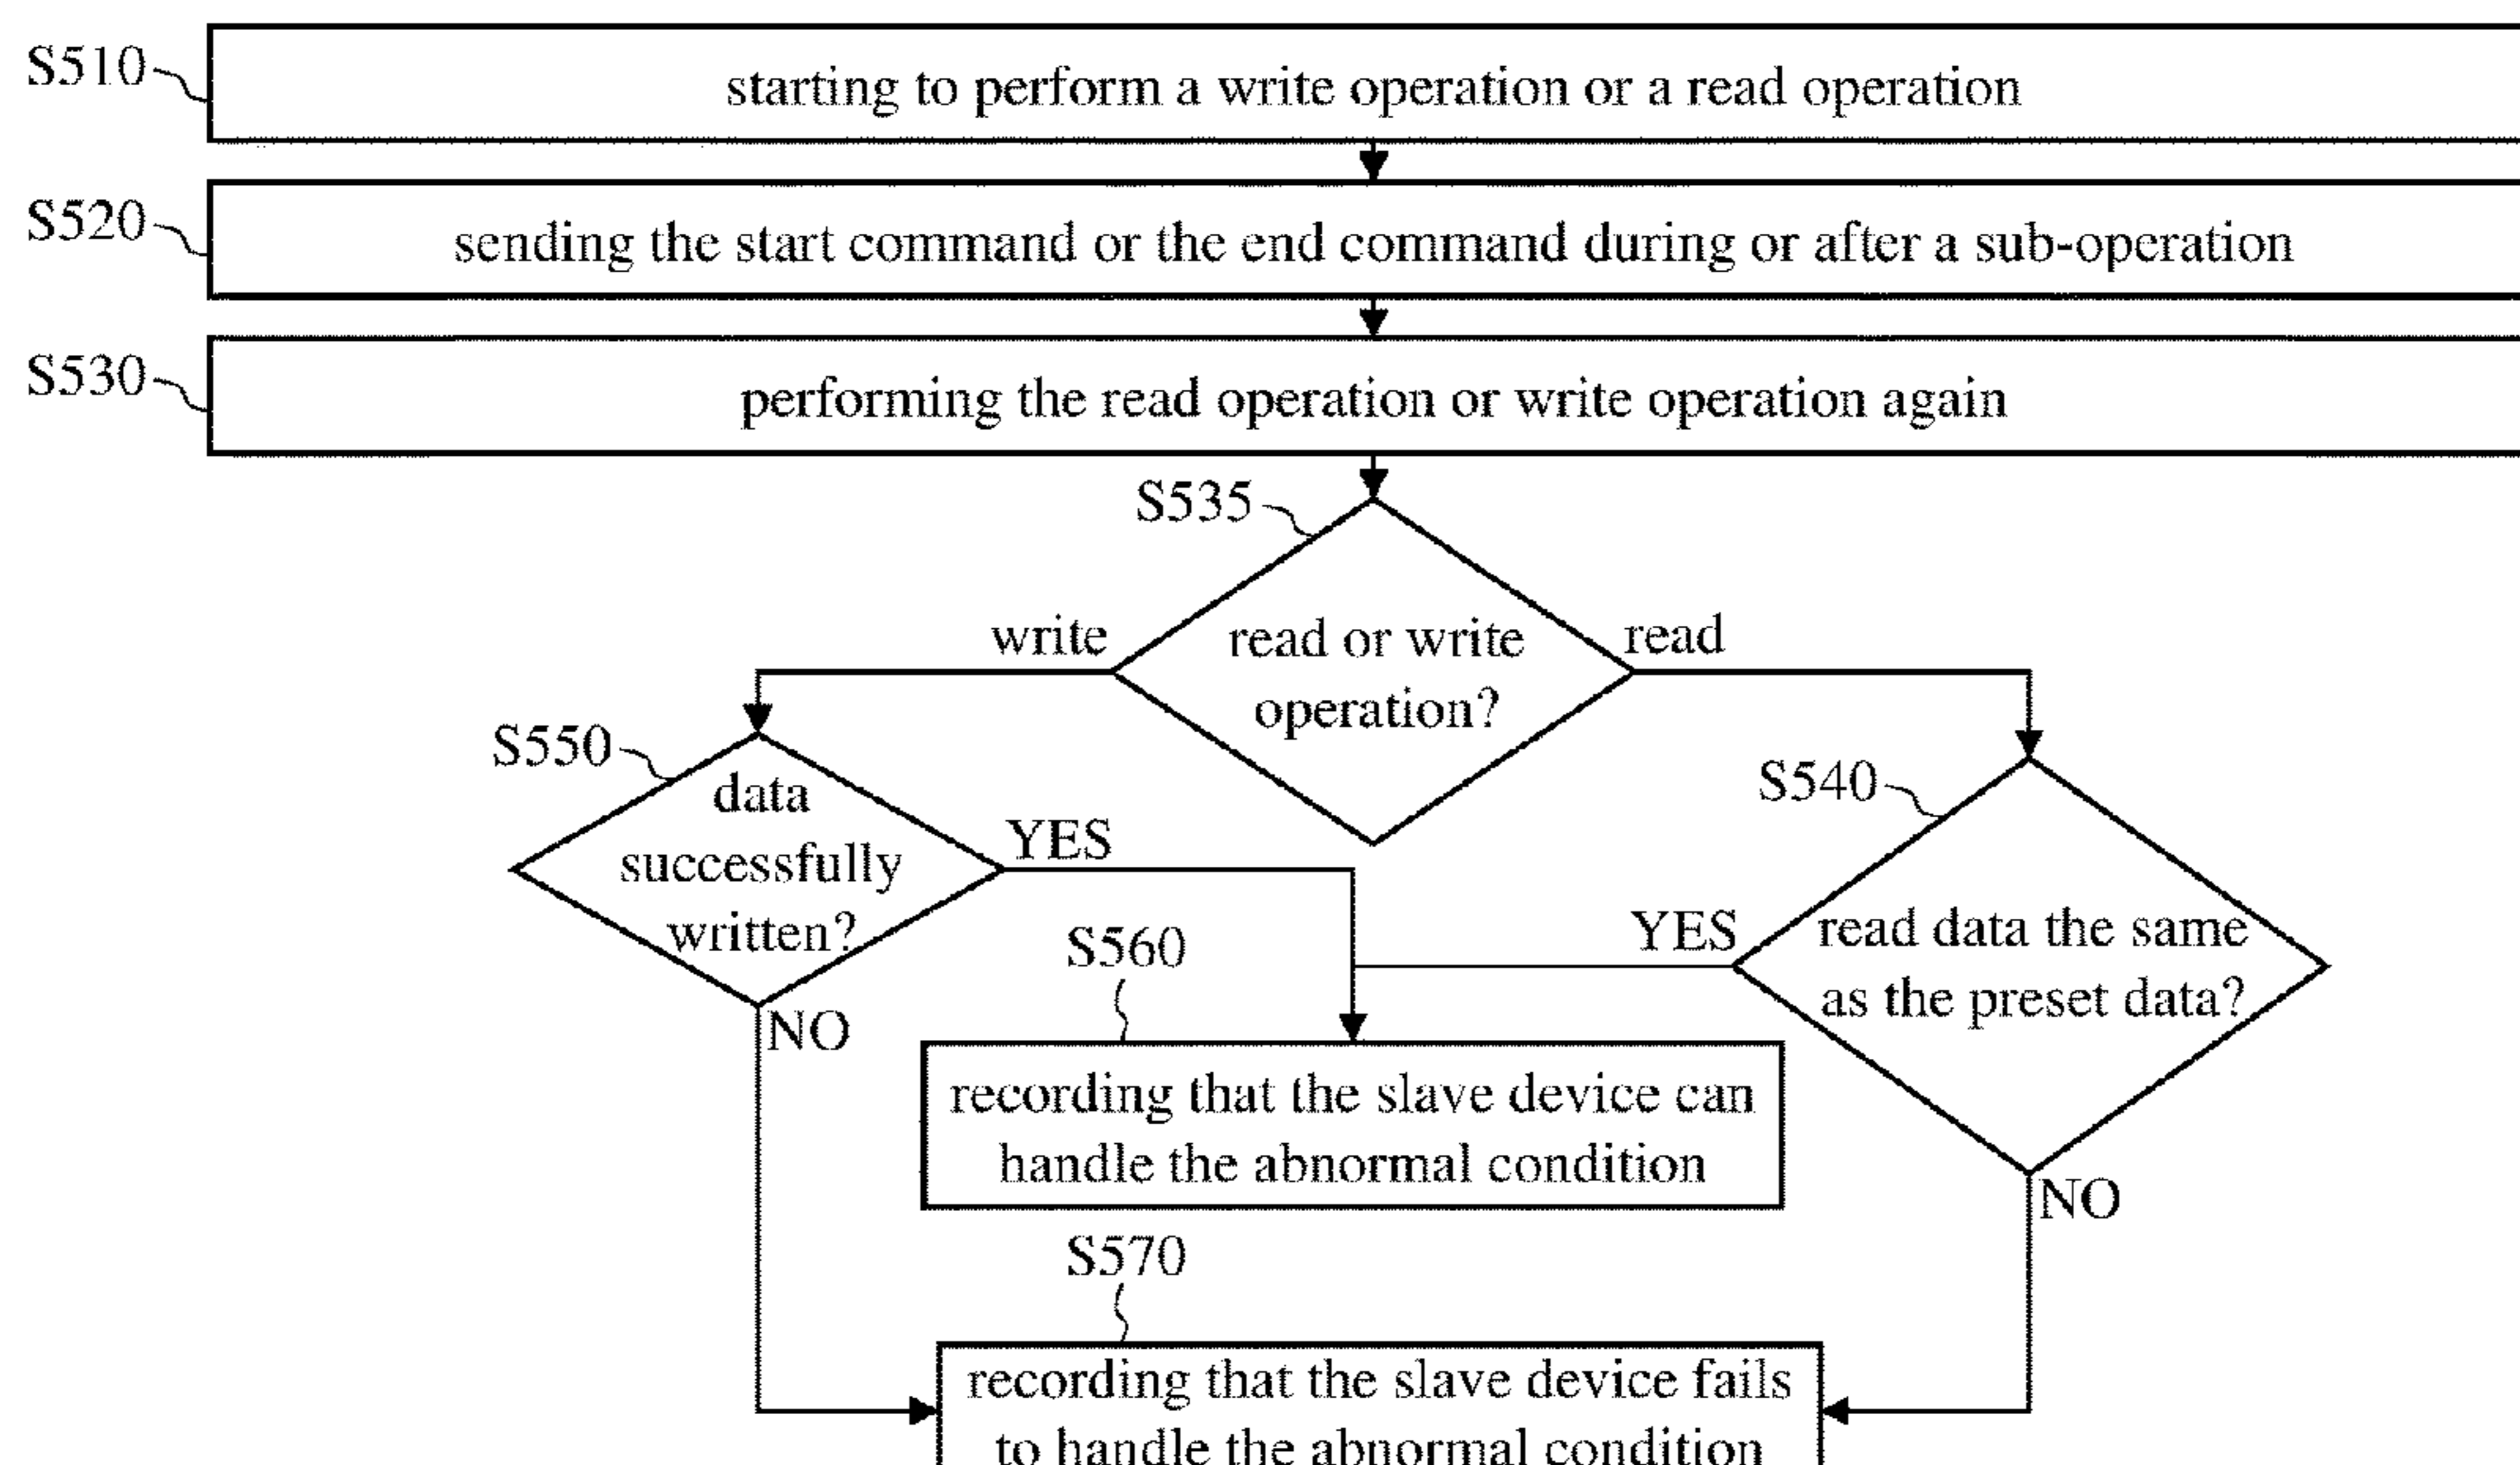 S510
starting to perform a write operation or a read operation
S520
sending the start command or the end command during or after a sub-operation
S530
performing the read operation or write operation again
S535
write
read or write
operation?
read
S550
data
successfully
written?
YES
NO
S540
read data the same
as the preset data?
YES
NO
S560
recording that the slave device can
handle the abnormal condition
S570
recording that the slave device fails
to handle the abnormal condition